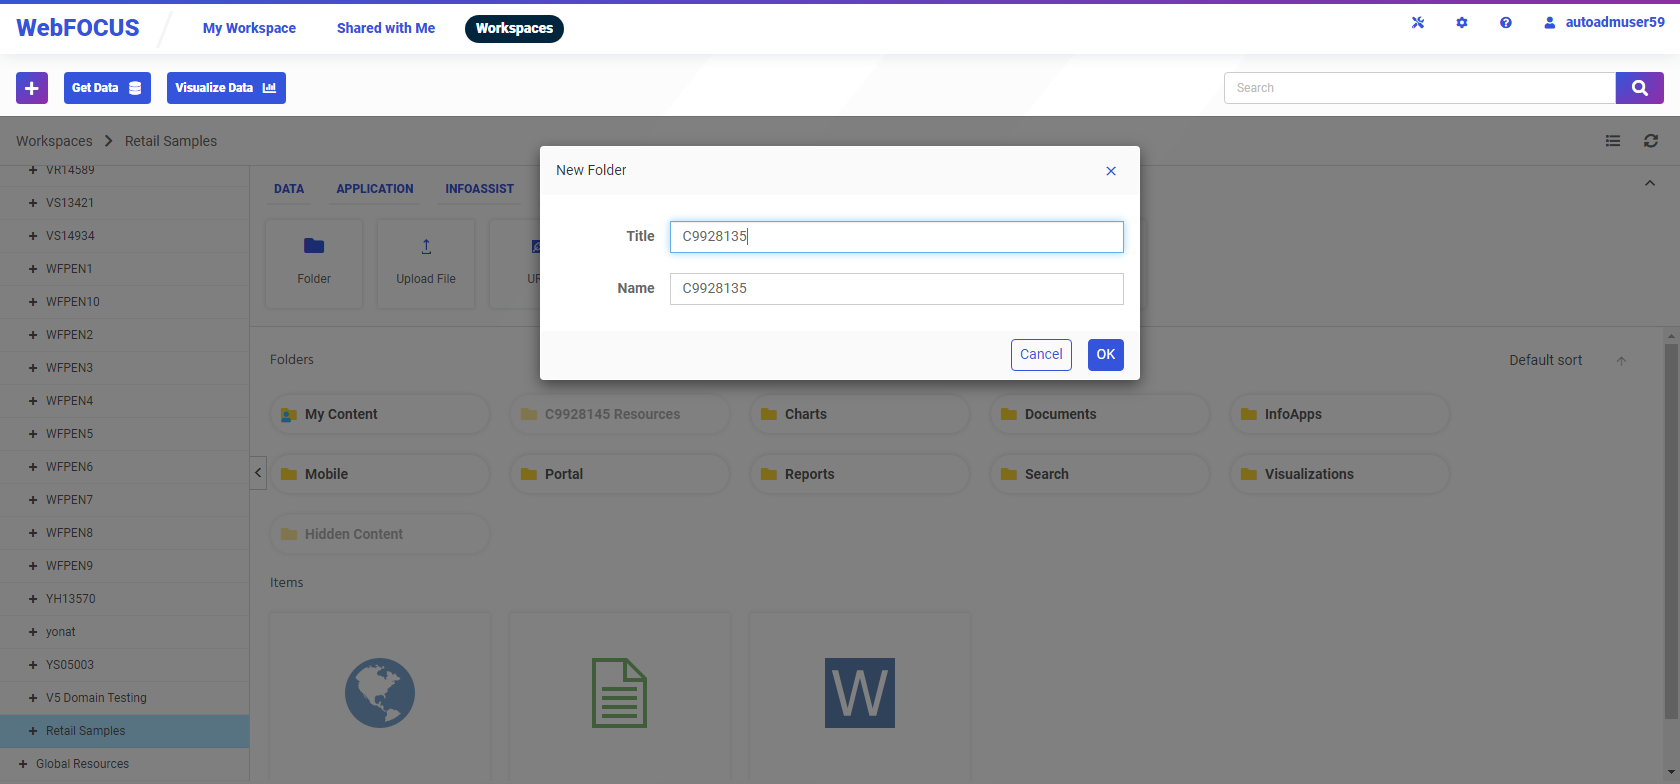 WebFOCUS
My Workspace
Shared with Me
Workspaces
autoadmuser59
Get Data
Visualize Data
Search
Workspaces
Retail Samples
VR14589
VS13421
VS14934
WFPEN1
WFPEN10
WFPEN2
WFPEN3
WFPEN4
WFPEN5
WFPEN6
WFPEN7
WFPEN8
WFPEN9
YH13570
yonat
YS05003
V5 Domain Testing
Retail Samples
Global Resources
DATA
APPLICATION
INFOASSIST
Folder
Upload File
New Folder
Title
C9928135
Name
C9928135
Cancel
OK
Folders
Default sort
My Content
C9928145 Resources
Charts
Documents
InfoApps
Mobile
Portal
Reports
Search
Visualizations
Hidden Content
Items
W